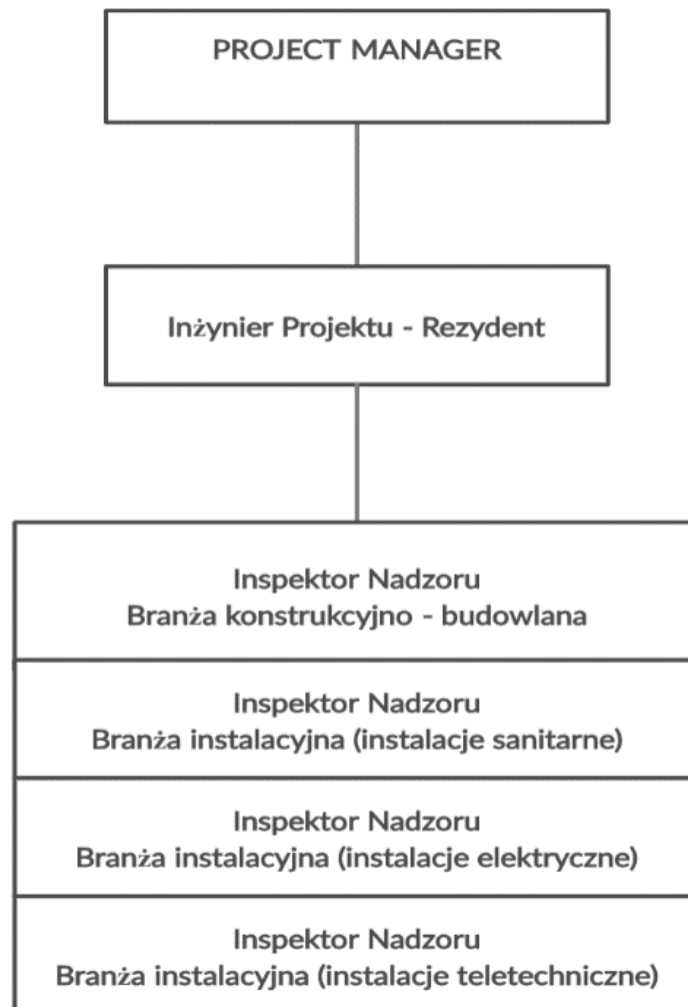 PROJECT MANAGER
Inżynier Projektu - Rezydent
Inspektor Nadzoru
Branża konstrukcyjno - budowlana
Inspektor Nadzoru
Branża instalacyjna (instalacje sanitarne)
Inspektor Nadzoru
Branża instalacyjna (instalacje elektryczne)
Inspektor Nadzoru
Branża instalacyjna (instalacje teletechniczne)